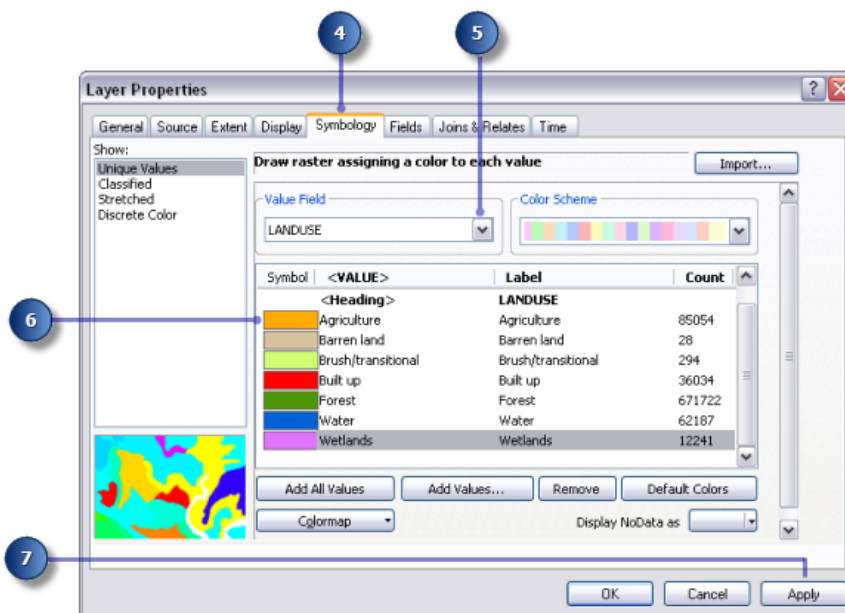 4 5
Layer Properties
General Source Extent Display Symbology Fields Joins & Relates Time
Show:
Unique Values
Classified
Stretched
Discrete Color
Draw raster assigning a color to each value Import...
Value Field Color Scheme
LANDUSE
Symbol <VALUE> Label Count
<Heading> LANDUSE
6
Agriculture Agriculture 85054
Barren land Barren land 28
Brush/transitional Brush/transitional 294
Built up Built up 36034
Forest Forest 671722
Water Water 62187
Wetlands Wetlands 12241
Add All Values Add Values... Remove Default Colors
Colormap Display NoData as
7
OK Cancel Apply